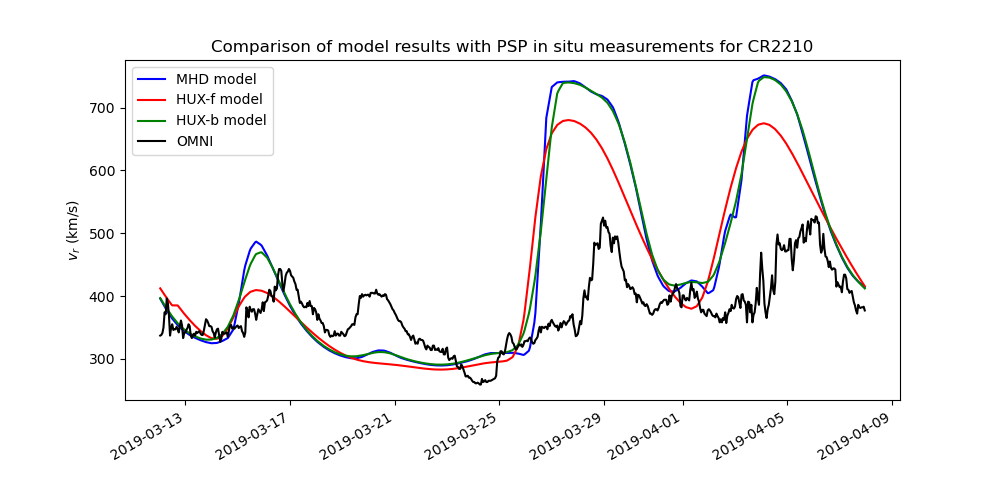 Comparison of model results with PSP in situ measurements for CR2210
MHD model
HUX-f model
HUX-b model
OMNI
700
600
500
400
300
v_r (km/s)
2019-03-13
2019-03-17
2019-03-21
2019-03-25
2019-03-29
2019-04-01
2019-04-05
2019-04-09